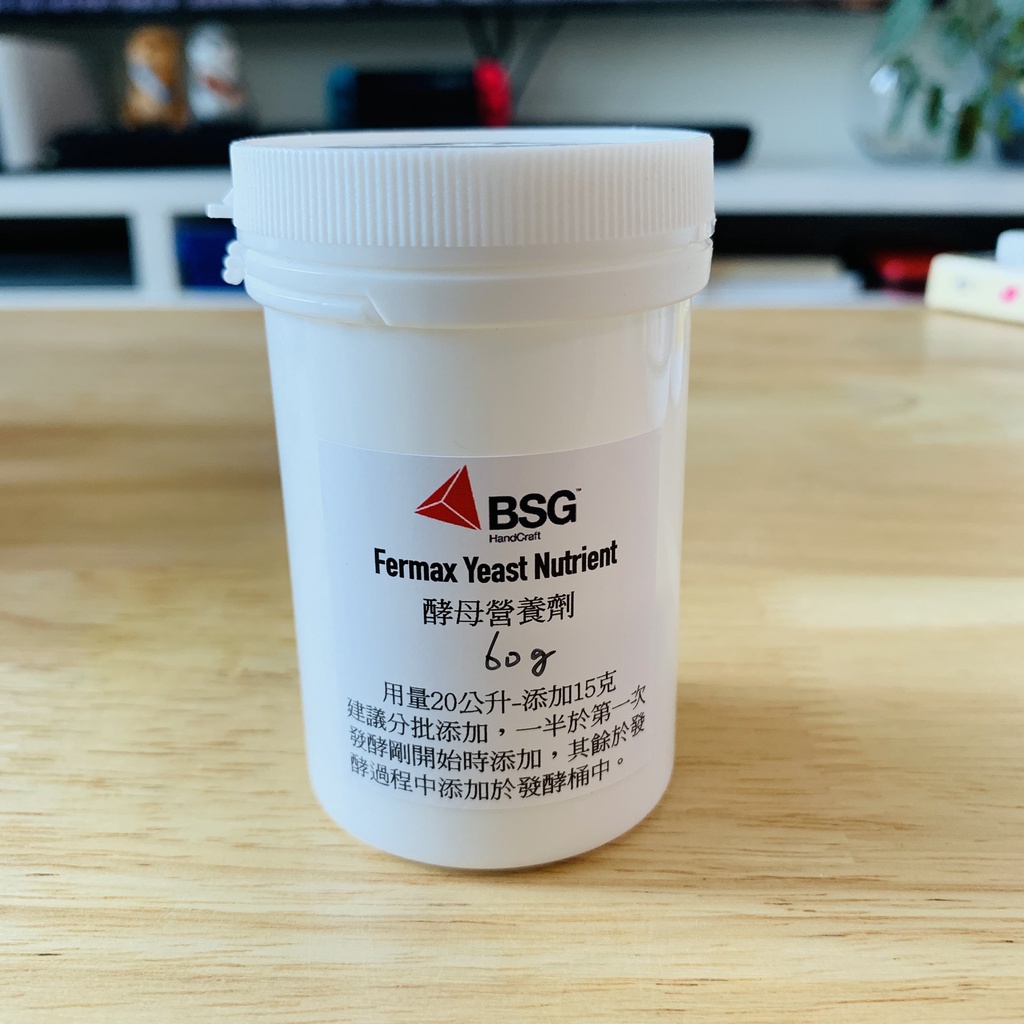 BSG™
HandCraft
Fermax Yeast Nutrient
酵母營養劑
60g
用量20公升-添加15克
建議分批添加，一半於第一次
發酵剛開始時添加，其餘於發
酵過程中添加於發酵桶中。